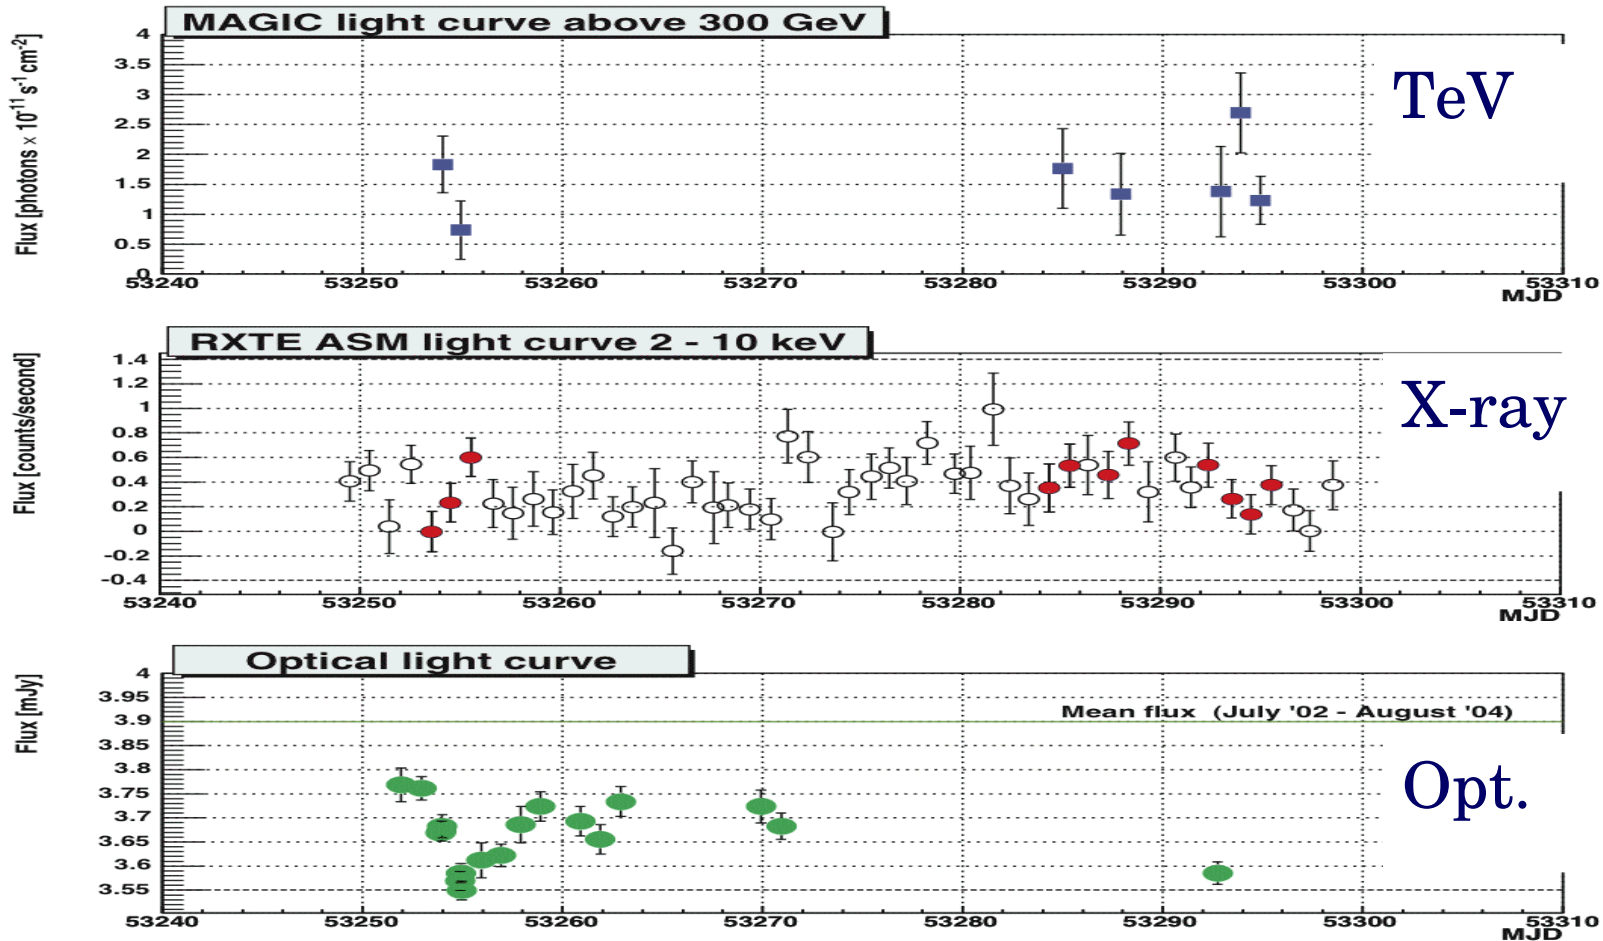 MAGIC light curve above 300 GeV
Flux [photons × 10⁻¹¹ s⁻¹ cm⁻²]
4
3.5
3
2.5
2
1.5
1
0.5
0
TeV
53240 53250 53260 53270 53280 53290 53300 53310
MJD
RXTE ASM light curve 2 - 10 keV
Flux [counts/second]
1.4
1.2
1
0.8
0.6
0.4
0.2
0
-0.2
-0.4
X-ray
53240 53250 53260 53270 53280 53290 53300 53310
MJD
Optical light curve
Flux [mJy]
4
3.95
3.9
3.85
3.8
3.75
3.7
3.65
3.6
3.55
Mean flux (July '02 - August '04)
Opt.
53240 53250 53260 53270 53280 53290 53300 53310
MJD